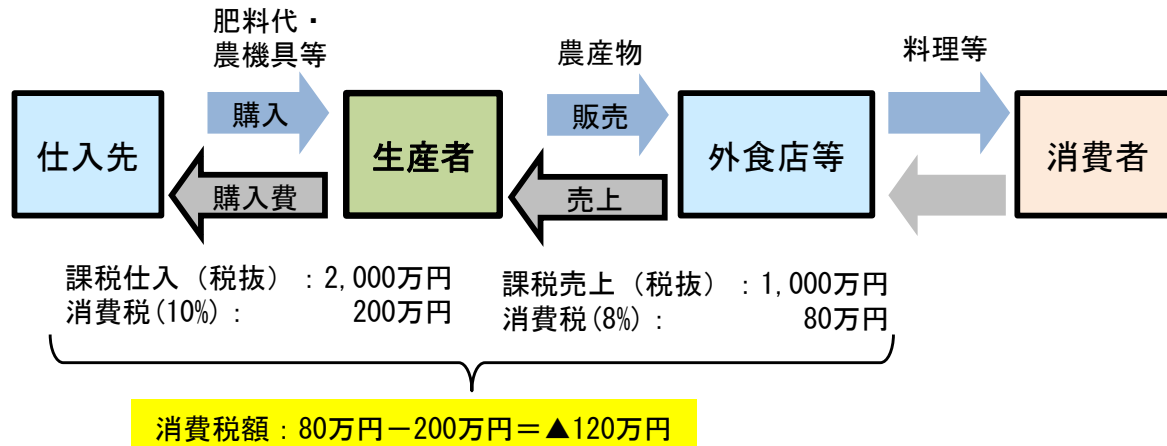 肥料代・
農機具等
農産物
料理等
仕入先
購入
生産者
販売
外食店等
消費者
購入費
売上
課税仕入（税抜）：2,000万円
消費税(10%)： 200万円
課税売上（税抜）：1,000万円
消費税(8%)： 80万円
消費税額：80万円－200万円＝▲120万円